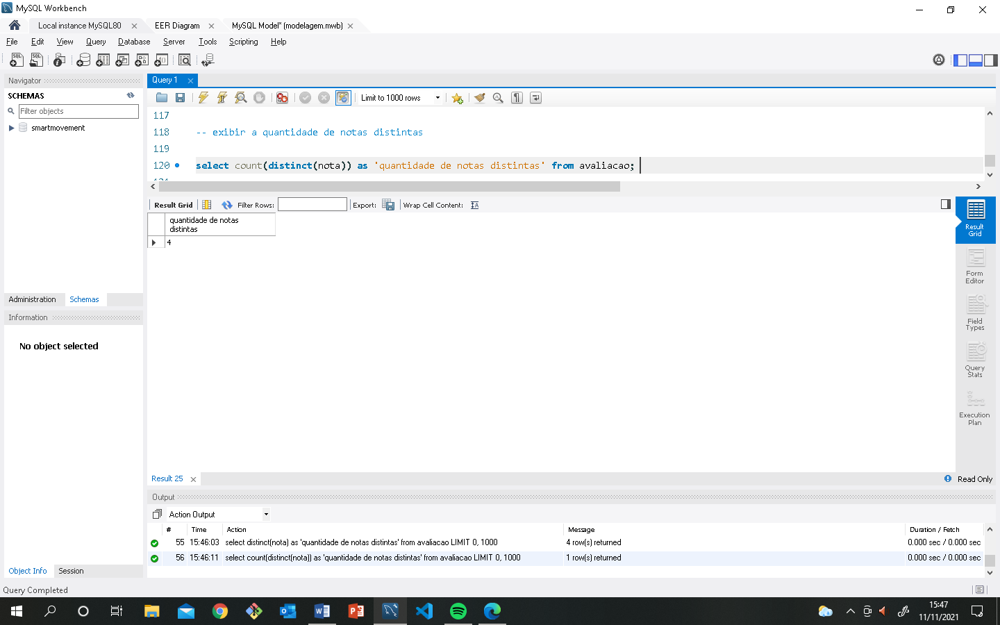 MySQL Workbench
Local instance MySQL80
EER Diagram
MySQL Model* (modelagem.mwb)
File Edit View Query Database Server Tools Scripting Help
Navigator
SCHEMAS
Filter objects
smartmovement
Administration Schemas
Information
No object selected
Object Info Session
Query 1
Limit to 1000 rows
117
118 -- exibir a quantidade de notas distintas
119
120 select count(distinct(nota)) as 'quantidade de notas distintas' from avaliacao;
Result Grid Filter Rows: Export: Wrap Cell Content:
quantidade de notas
distintas
4
Result
Grid
Form
Editor
Field
Types
Query
Stats
Execution
Plan
Result 25
Read Only
Output
Action Output
# Time Action Message Duration / Fetch
55 15:46:03 select distinct(nota) as 'quantidade de notas distintas' from avaliacao LIMIT 0, 1000 4 row(s) returned 0.000 sec / 0.000 sec
56 15:46:11 select count(distinct(nota)) as 'quantidade de notas distintas' from avaliacao LIMIT 0, 1000 1 row(s) returned 0.000 sec / 0.000 sec
Query Completed
15:47
11/11/2021